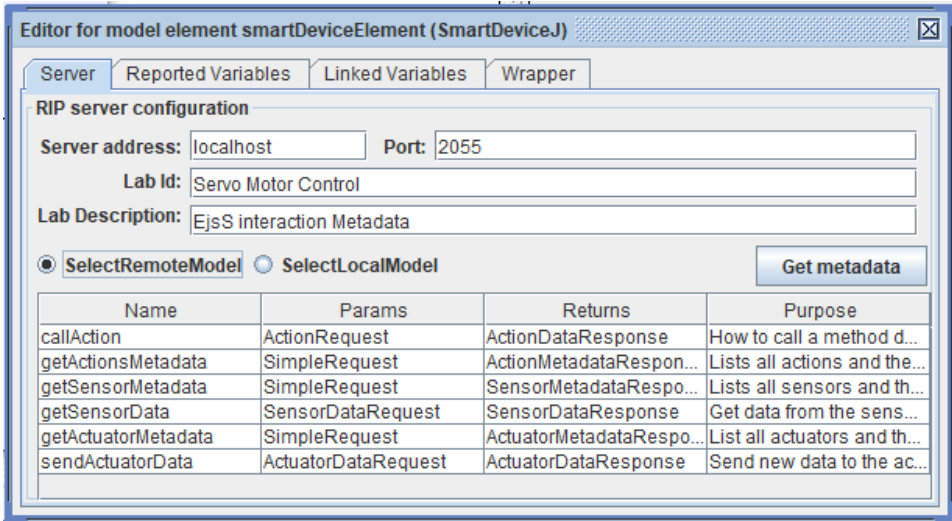 Editor for model element smartDeviceElement (SmartDeviceJ)
Server Reported Variables Linked Variables Wrapper
RIP server configuration
Server address: localhost Port: 2055
Lab Id: Servo Motor Control
Lab Description: EjsS interaction Metadata
SelectRemoteModel SelectLocalModel Get metadata
Name Params Returns Purpose
callAction ActionRequest ActionDataResponse How to call a method d...
getActionsMetadata SimpleRequest ActionMetadataRespon... Lists all actions and the...
getSensorMetadata SimpleRequest SensorMetadataRespo... Lists all sensors and th...
getSensorData SensorDataRequest SensorDataResponse Get data from the sens...
getActuatorMetadata SimpleRequest ActuatorMetadataRespo... List all actuators and th...
sendActuatorData ActuatorDataRequest ActuatorDataResponse Send new data to the ac...